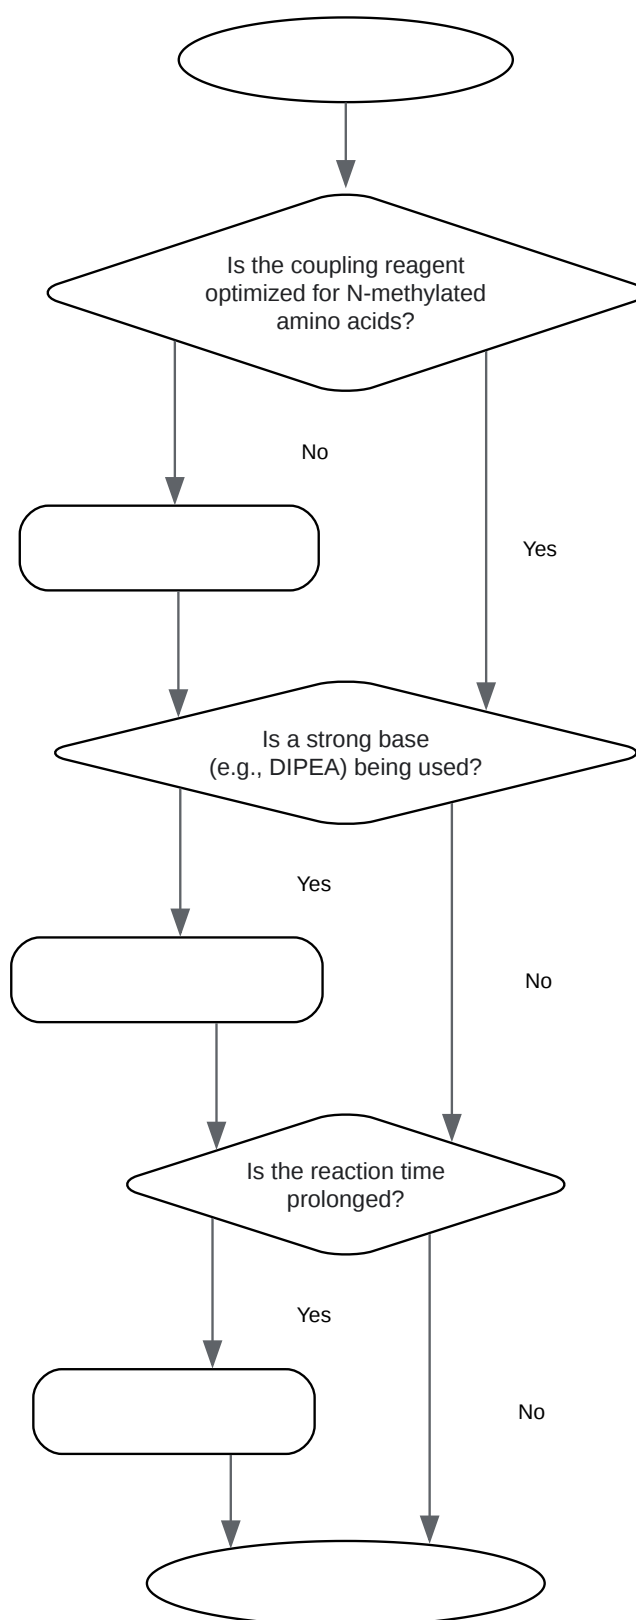 Is the coupling reagent
optimized for N-methylated
amino acids?
No
Yes
Is a strong base
(e.g., DIPEA) being used?
Yes
No
Is the reaction time
prolonged?
Yes
No